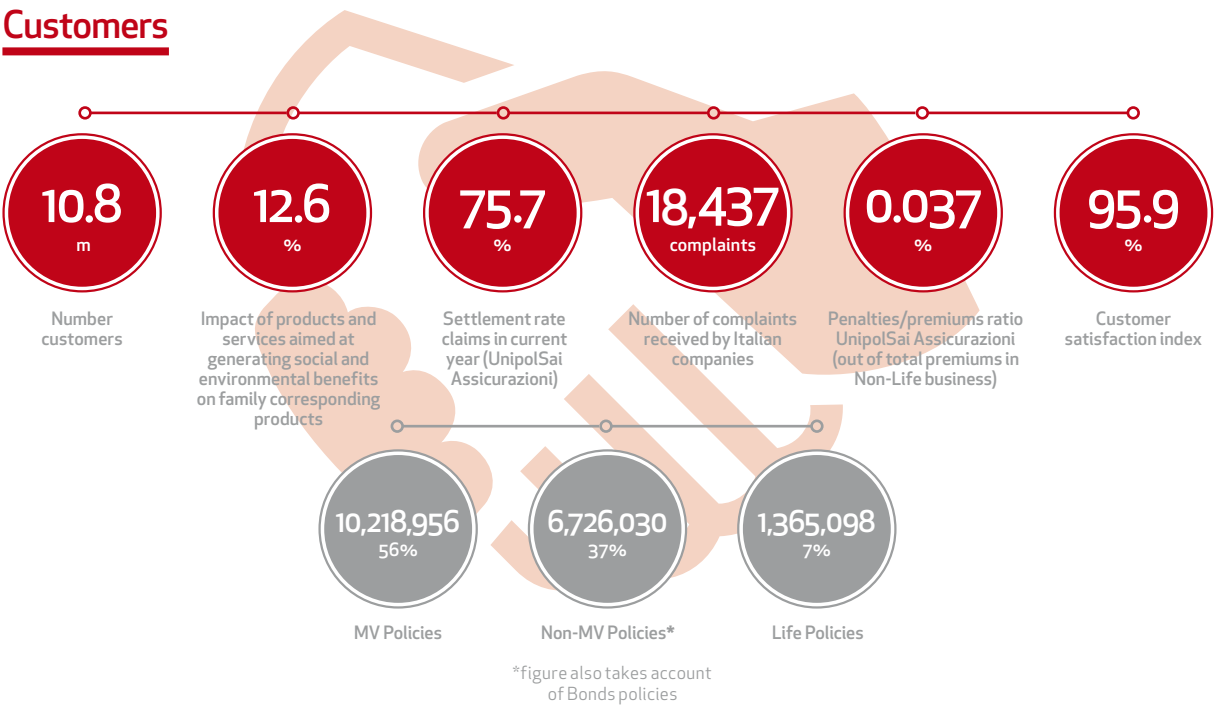 Customers
10.8
m
12.6
%
75.7
%
18,437
complaints
0.037
%
95.9
%
Number
customers
Impact of products and
services aimed at
generating social and
environmental benefits
on family corresponding
products
Settlement rate
claims in current
year (UnipolSai
Assicurazioni)
Number of complaints
received by Italian
companies
Penalties/premiums ratio
UnipolSai Assicurazioni
(out of total premiums in
Non-Life business)
Customer
satisfaction index
10,218,956
56%
6,726,030
37%
1,365,098
7%
MV Policies
Non-MV Policies*
Life Policies
*figure also takes account
of Bonds policies